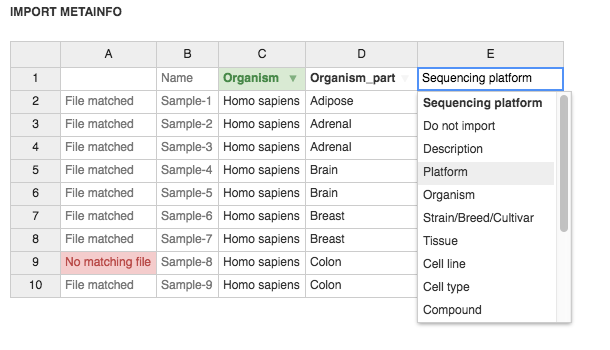 IMPORT METAINFO
A B C D E
1 Name Organism ▼ Organism_part Sequencing platform
2 File matched Sample-1 Homo sapiens Adipose Sequencing platform
3 File matched Sample-2 Homo sapiens Adrenal Do not import
4 File matched Sample-3 Homo sapiens Adrenal Description
5 File matched Sample-4 Homo sapiens Brain Platform
6 File matched Sample-5 Homo sapiens Brain Organism
7 File matched Sample-6 Homo sapiens Breast Strain/Breed/Cultivar
8 File matched Sample-7 Homo sapiens Breast Tissue
9 No matching file Sample-8 Homo sapiens Colon Cell line
10 File matched Sample-9 Homo sapiens Colon Cell type
Compound